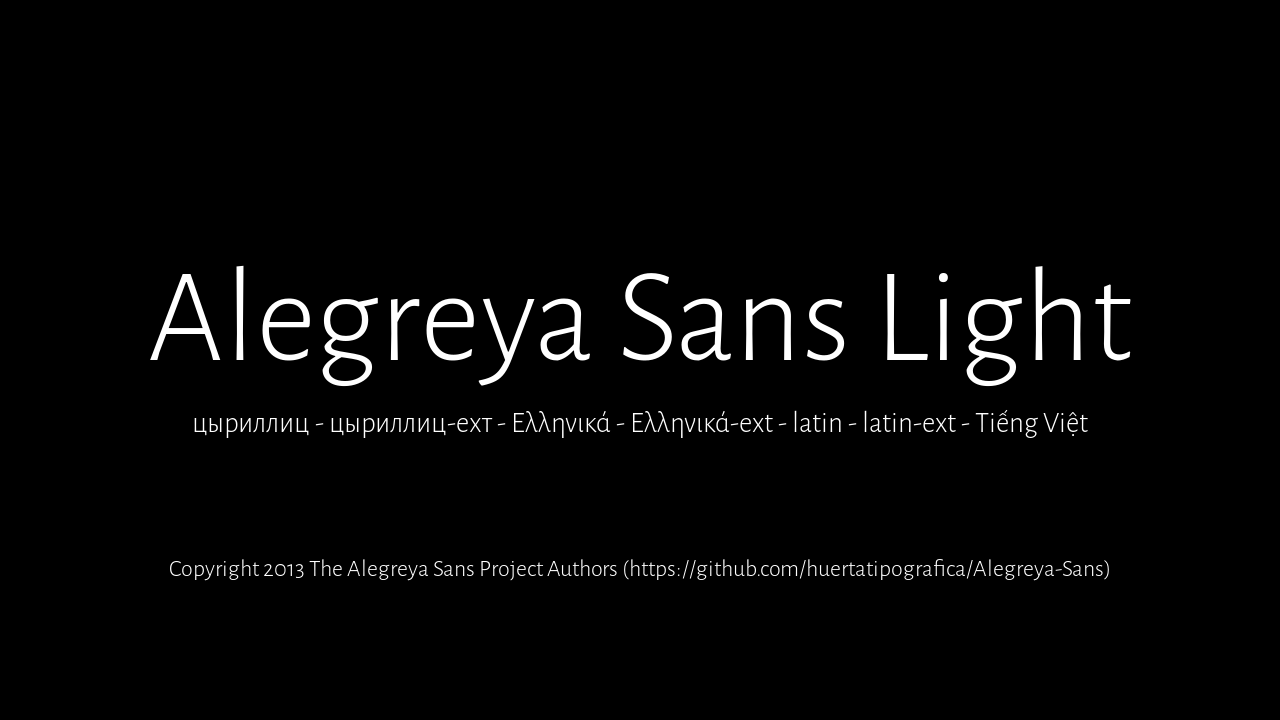 Alegreya Sans Light
цыриллиц - цыриллиц-ехт - Ελληνικά - Ελληνικά-ext - latin - latin-ext - Tiếng Việt
Copyright 2013 The Alegreya Sans Project Authors (https://github.com/huertatipografica/Alegreya-Sans)